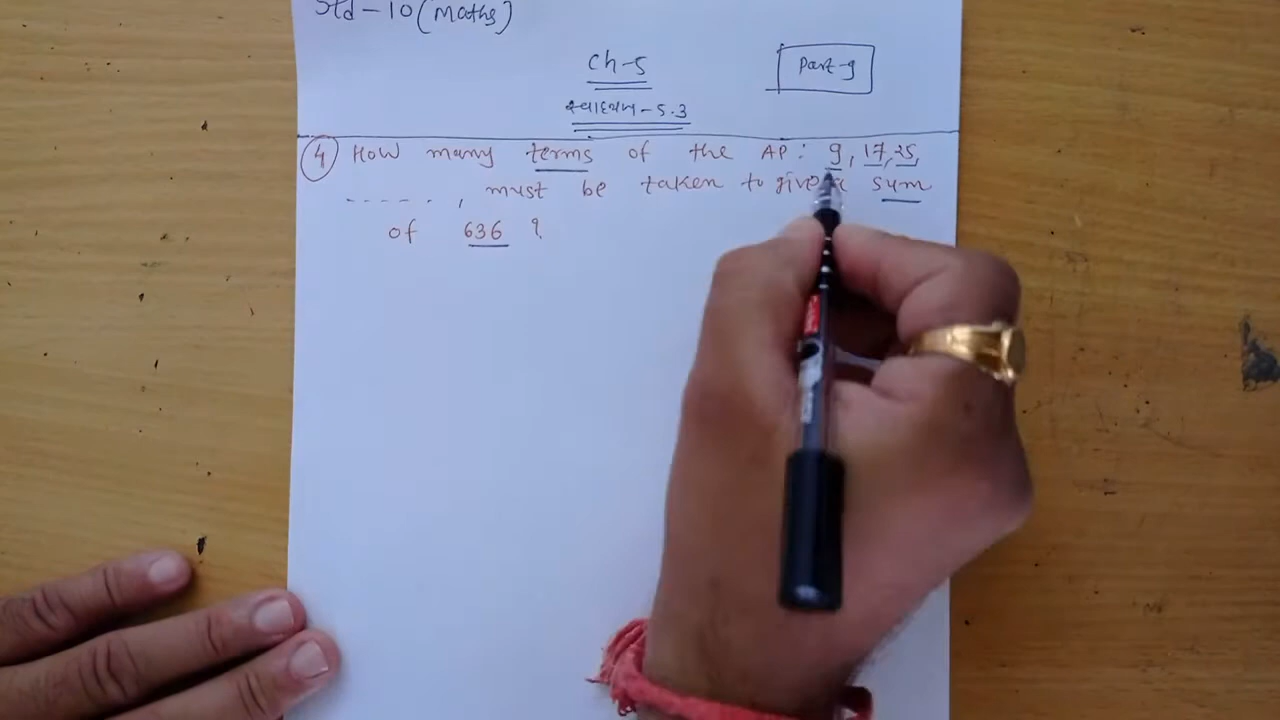 Std - 10 (Maths)
Ch-5
Part-9
સ્વાધ્યાય - 5.3
4 How many terms of the AP: 9, 17, 25,
- - - - - , must be taken to give a sum
of 636 ?